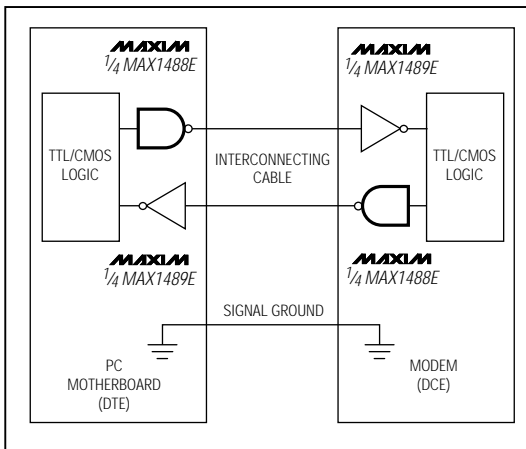 MAXIM
1/4 MAX1488E
MAXIM
1/4 MAX1489E
TTL/CMOS
LOGIC
INTERCONNECTING
CABLE
TTL/CMOS
LOGIC
MAXIM
1/4 MAX1489E
MAXIM
1/4 MAX1488E
SIGNAL GROUND
PC
MOTHERBOARD
(DTE)
MODEM
(DCE)